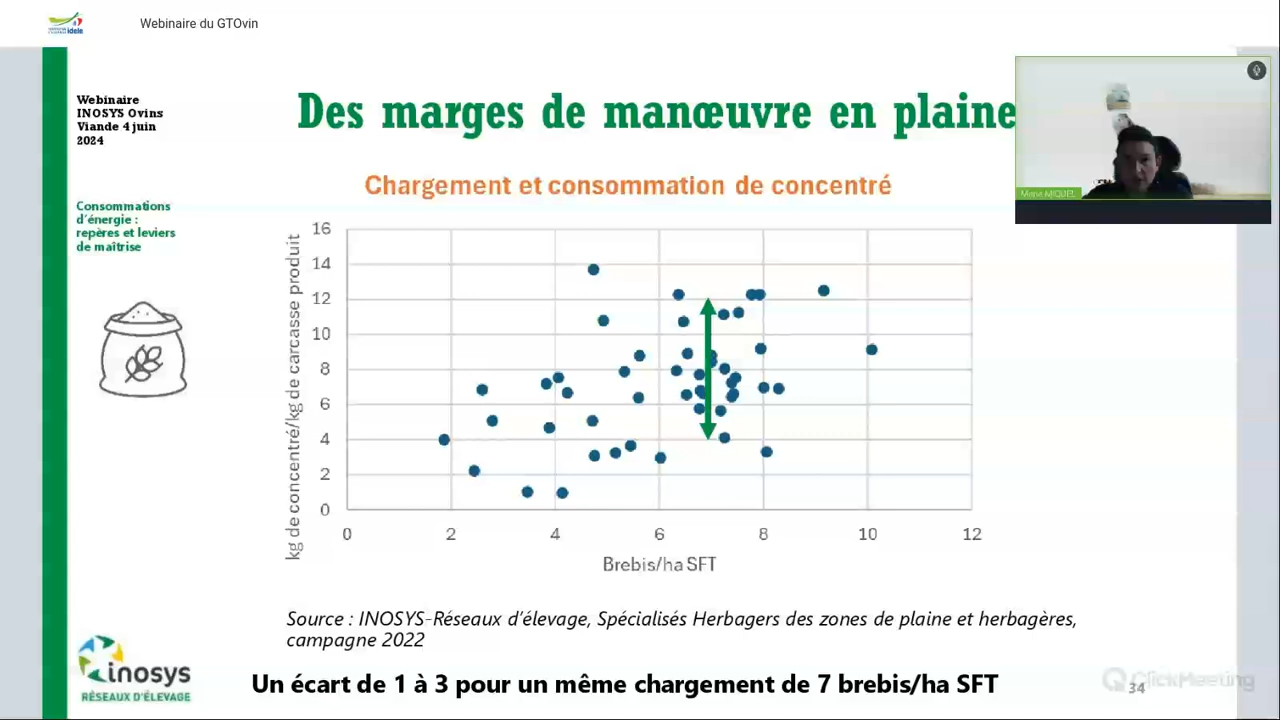 idele
Webinaire du GTOvin
Webinaire
INOSYS Ovins
Viande 4 juin
2024
Des marges de manœuvre en plaine
Marie MIQUEL
Consommations
d'énergie :
repères et leviers
de maîtrise
Chargement et consommation de concentré
kg de concentré/kg de carcasse produit
16
14
12
10
8
6
4
2
0
0 2 4 6 8 10 12
Brebis/ha SFT
Source : INOSYS-Réseaux d'élevage, Spécialisés Herbagers des zones de plaine et herbagères,
campagne 2022
inosys
RÉSEAUX D'ÉLEVAGE
Un écart de 1 à 3 pour un même chargement de 7 brebis/ha SFT
34
ClickMeeting